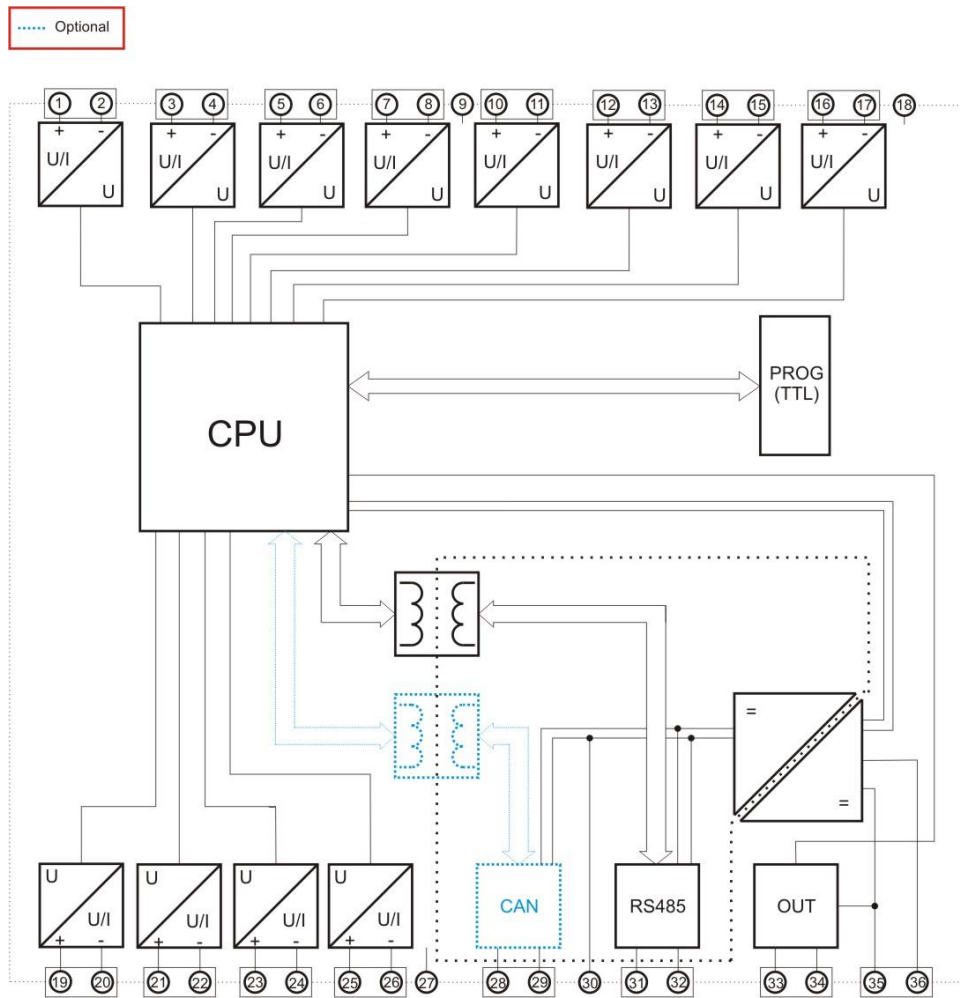 Optional
1 2 3 4 5 6 7 8 9 10 11 12 13 14 15 16 17 18
+ - + - + - + - + - + - + - + -
U/I U/I U/I U/I U/I U/I U/I U/I
U U U U U U U U
PROG
(TTL)
CPU
=
=
U U U U
U/I U/I U/I U/I
CAN RS485 OUT
+ - + - + - + -
19 20 21 22 23 24 25 26 27 28 29 30 31 32 33 34 35 36